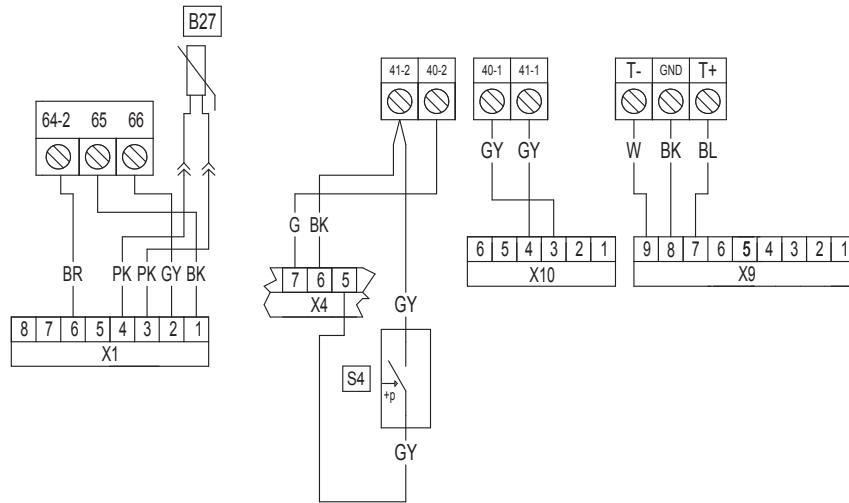 B27
41-2 40-2 40-1 41-1 T- GND T+
64-2 65 66
GY GY W BK BL
G BK
6 5 4 3 2 1 9 8 7 6 5 4 3 2 1
X10 X9
BR PK PK GY BK
7 6 5
X4
GY
8 7 6 5 4 3 2 1
X1
S4
+p
GY